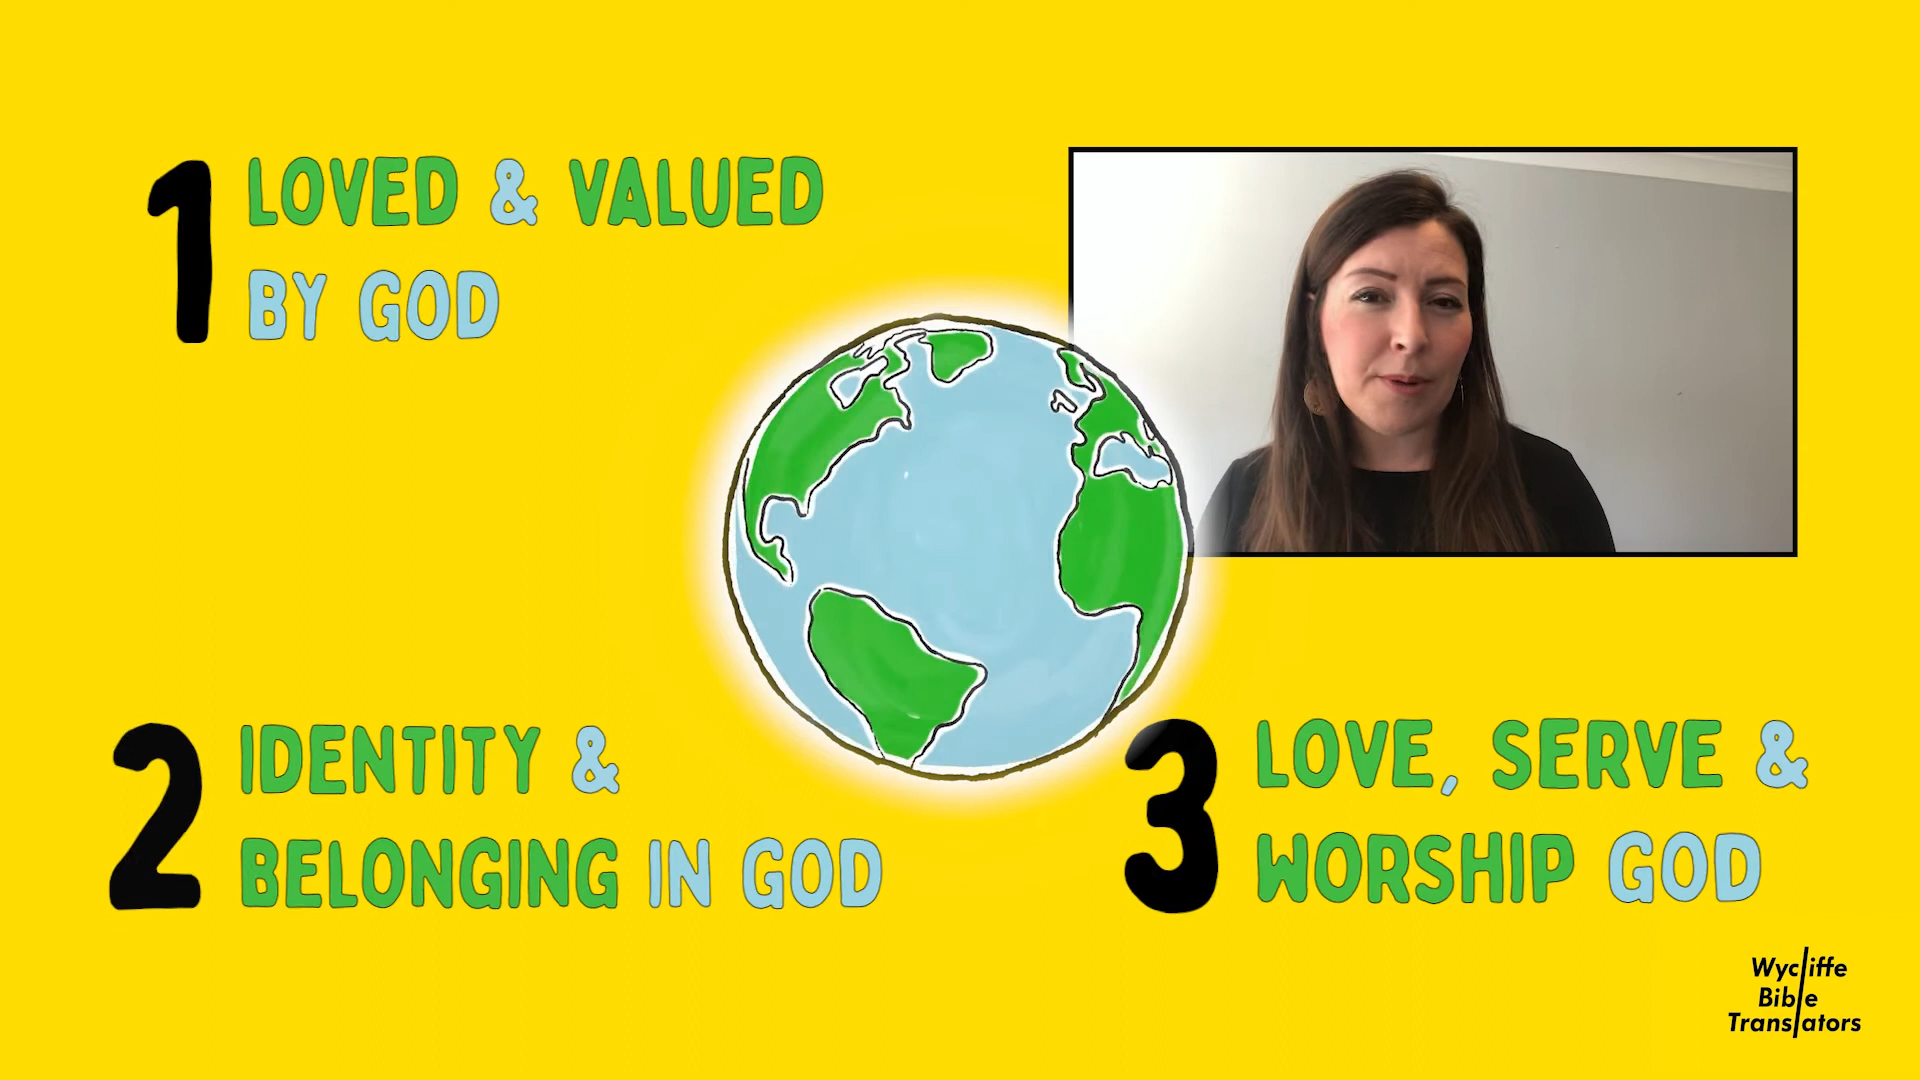 1 LOVED & VALUED
BY GOD
2 IDENTITY &
BELONGING IN GOD
3 LOVE, SERVE &
WORSHIP GOD
Wycliffe
Bible
Translators